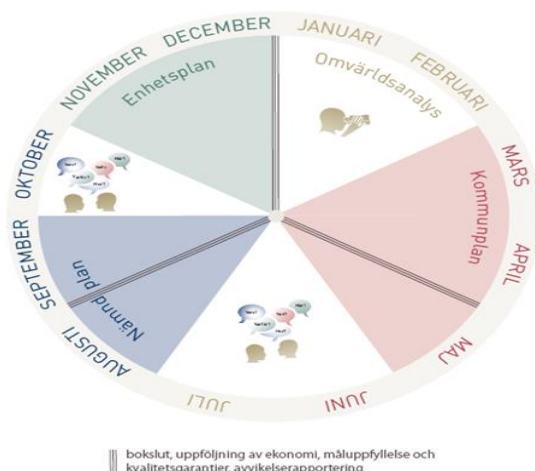 JANUARI
FEBRUARI
MARS
APRIL
MAJ
JUNI
JULI
AUGUSTI
SEPTEMBER
OKTOBER
NOVEMBER
DECEMBER
Omvärldsanalys
Kommunplan
Nämndplan
Enhetsplan
bokslut, uppföljning av ekonomi, måluppfyllelse och
kvalitetsgarantier, avvikelserapportering